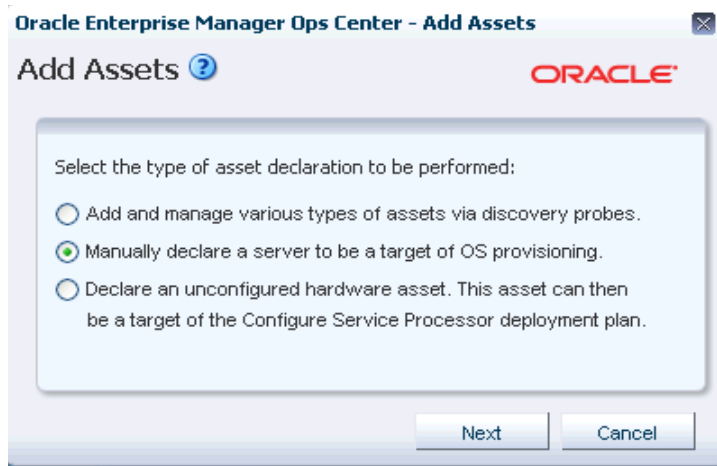 Oracle Enterprise Manager Ops Center - Add Assets
Add Assets ?
ORACLE
Select the type of asset declaration to be performed:
Add and manage various types of assets via discovery probes.
Manually declare a server to be a target of OS provisioning.
Declare an unconfigured hardware asset. This asset can then
be a target of the Configure Service Processor deployment plan.
Next Cancel